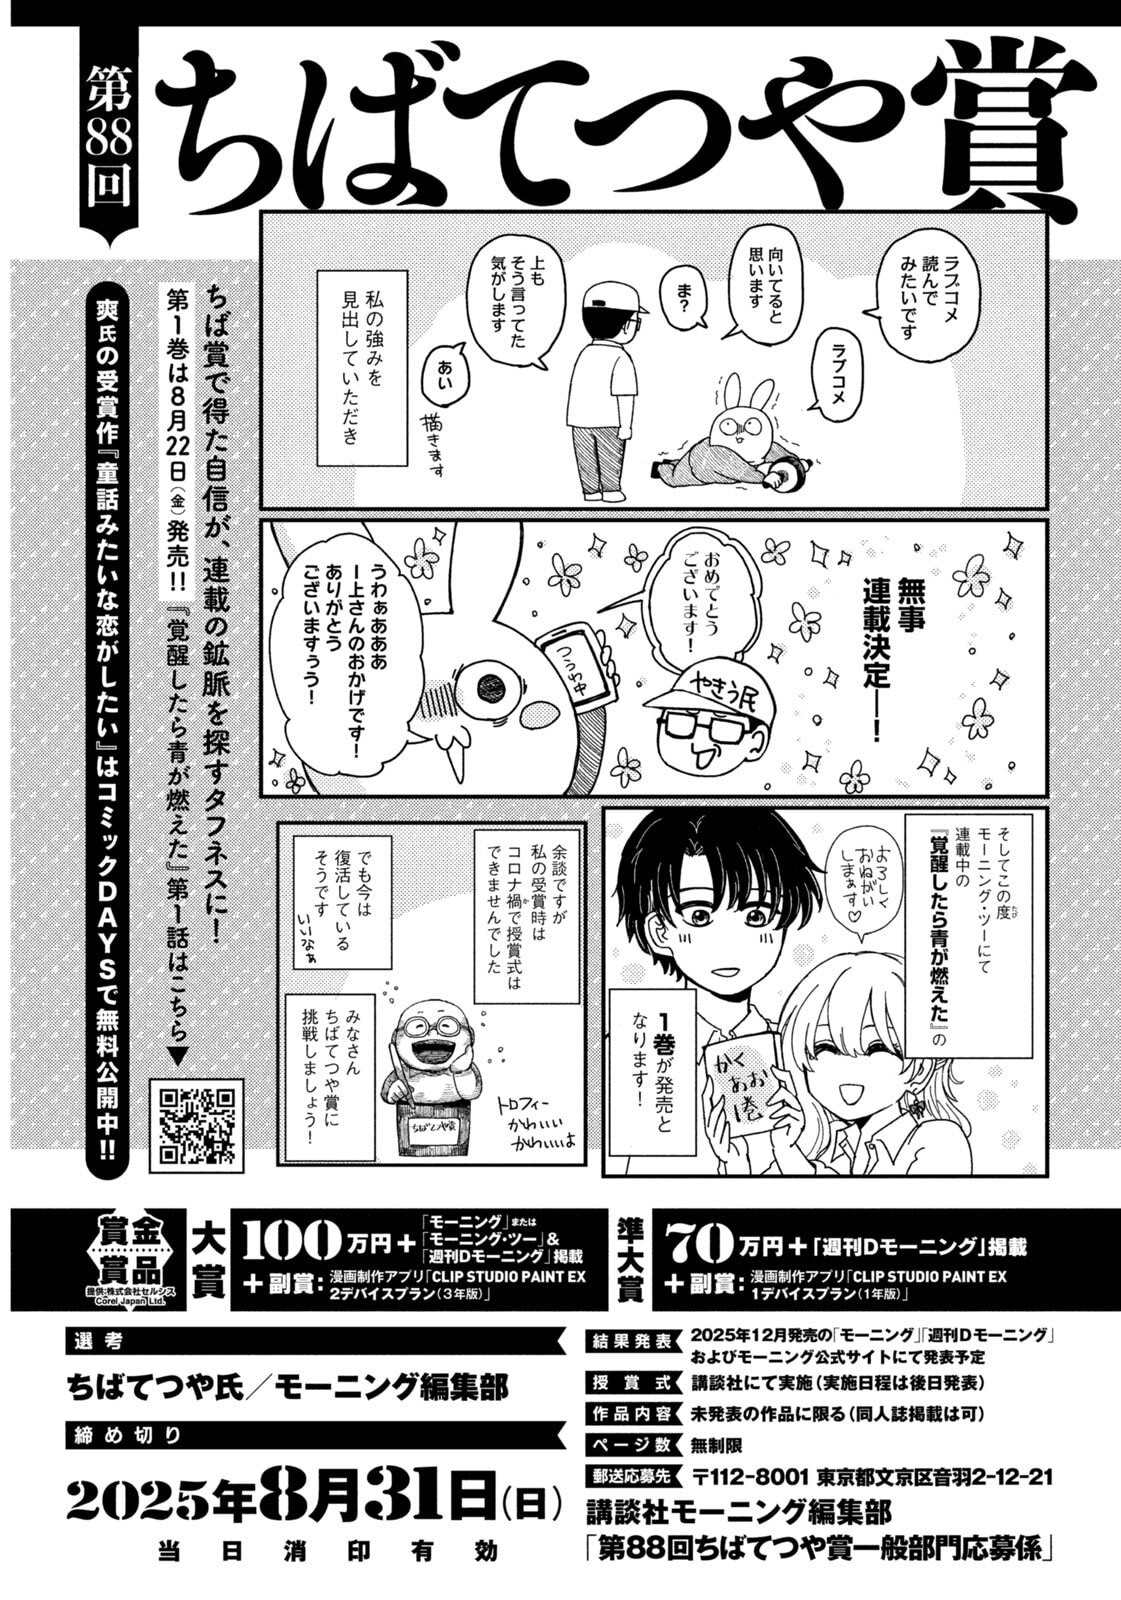 第88回
ちばてつや賞
ラブコメ
読んで
みたいです
ラブコメ
向いてると
思います
ま?
上も
そう言ってた
気がします
あい
描きます
私の強みを
見出していただき
無事
連載決定──!
おめでとう
ございます!
やきう民
つうわ中
うわぁぁぁぁ
ー上さんのおかげです!
ありがとう
ございますぅぅ!
そしてこの度
たび
モーニング・ツーにて
連載中の
『覚醒したら青が燃えた』の
よろしく
おねがい
しまぁす♡
かく
あお
1巻
1巻が発売と
なります!
余談ですが
私の受賞時は
コロナ禍で授賞式は
か
できませんでした
でも今は
復活している
そうです
いいなぁ
みなさん
ちばてつや賞に
挑戦しましょう!
ちばてつや賞
トロフィー
かわいい
かわいいよ
ちば賞で得た自信が、連載の鉱脈を探すタフネスに!
第1巻は8月22日(金)発売!!『覚醒したら青が燃えた』第1話はこちら▼
爽氏の受賞作『童話みたいな恋がしたい』はコミックDAYSで無料公開中!!
賞金
賞品
提供:株式会社セルシス
Corel Japan Ltd.
大賞
100万円+「モーニング」または「モーニング・ツー」&「週刊Dモーニング」掲載
+副賞:漫画制作アプリ「CLIP STUDIO PAINT EX
2デバイスプラン(3年版)」
準大賞
70万円+「週刊Dモーニング」掲載
+副賞:漫画制作アプリ「CLIP STUDIO PAINT EX
1デバイスプラン(1年版)」
選考
ちばてつや氏/モーニング編集部
締め切り
2025年8月31日(日)
当日消印有効
結果発表 2025年12月発売の「モーニング」「週刊Dモーニング」
およびモーニング公式サイトにて発表予定
授賞式 講談社にて実施(実施日程は後日発表)
作品内容 未発表の作品に限る(同人誌掲載は可)
ページ数 無制限
郵送応募先 〒112-8001 東京都文京区音羽2-12-21
講談社モーニング編集部
「第88回ちばてつや賞一般部門応募係」